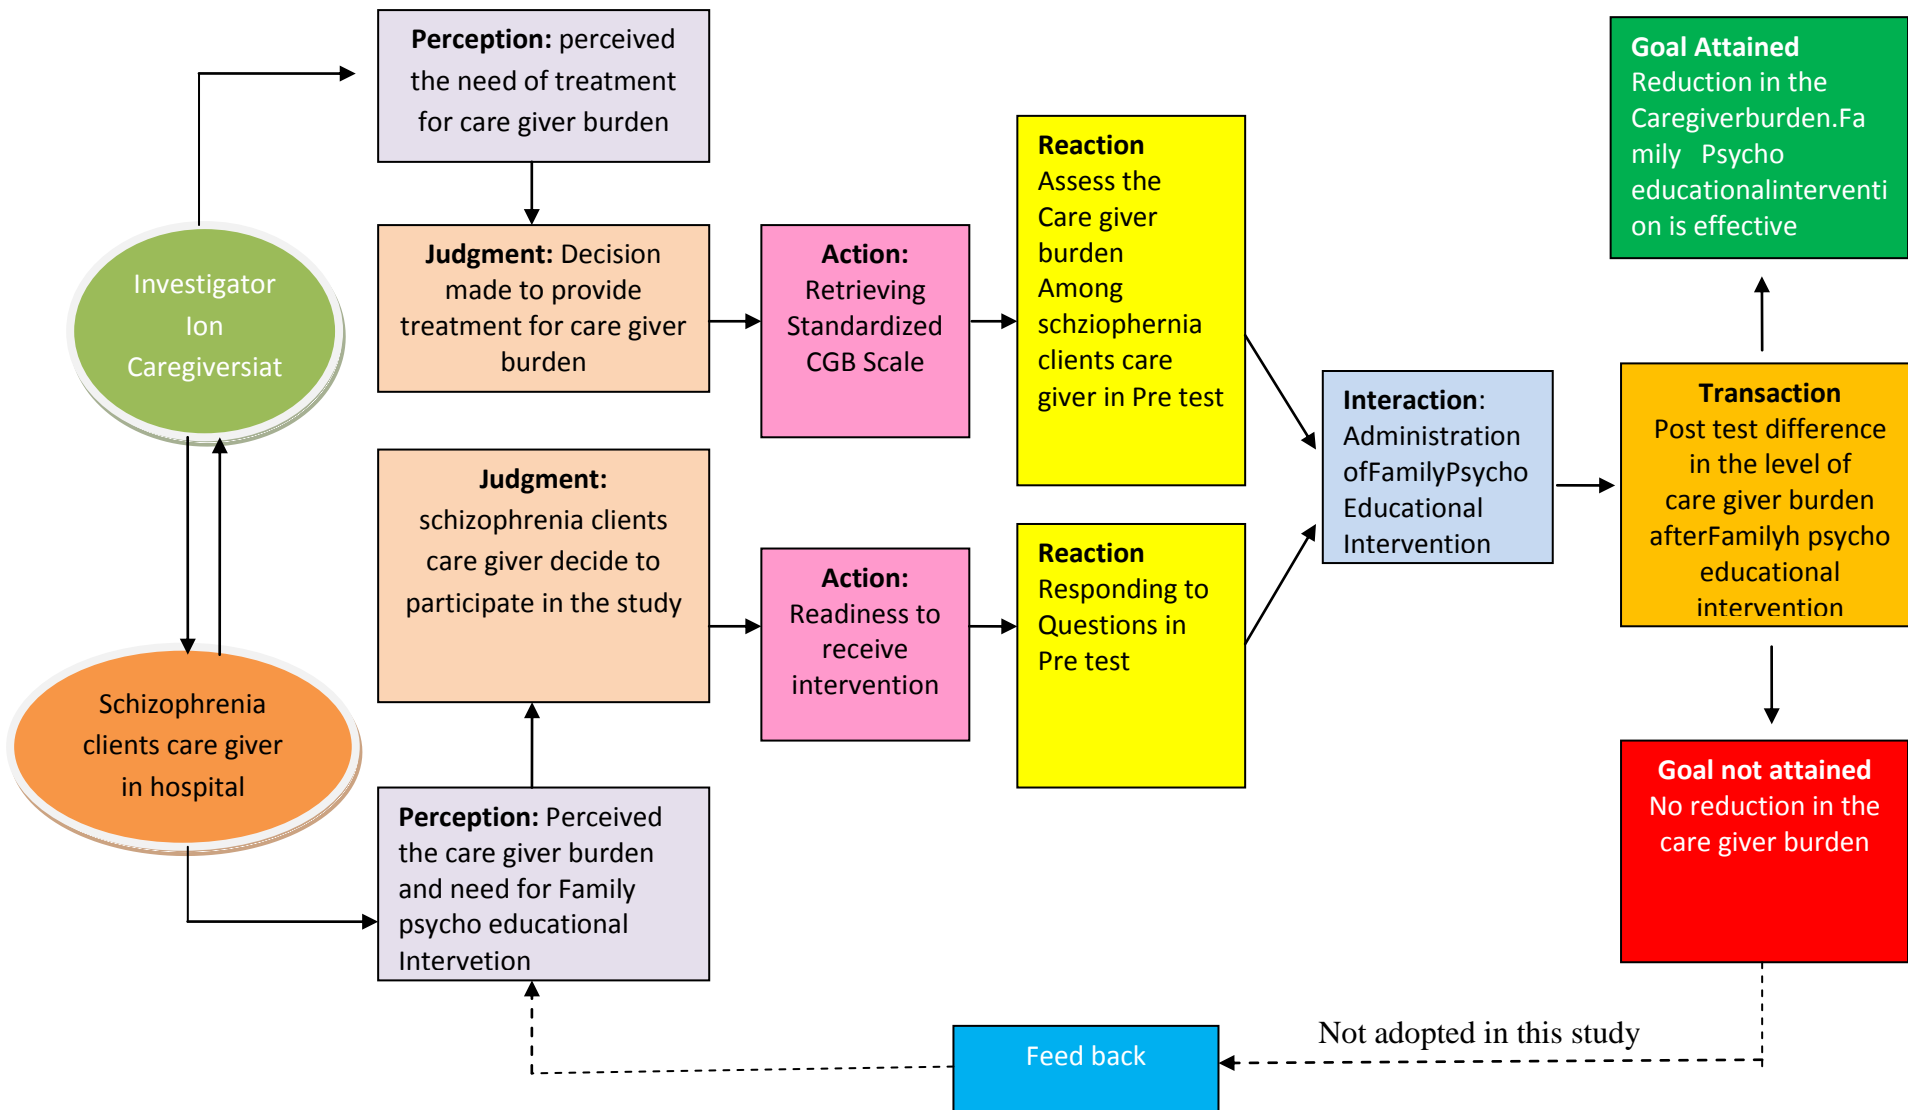 Perception: perceived
the need of treatment
for care giver burden
Goal Attained
Reduction in the
Caregiverburden.Fa
mily Psycho
educationalinterventi
on is effective
Investigator
Ion
Caregiversiat
Judgment: Decision
made to provide
treatment for care giver
burden
Action:
Retrieving
Standardized
CGB Scale
Reaction
Assess the
Care giver
burden
Among
schziophernia
clients care
giver in Pre test
Interaction:
Administration
ofFamilyPsycho
Educational
Intervention
Transaction
Post test difference
in the level of
care giver burden
afterFamilyh psycho
educational
intervention
Judgment:
schizophrenia clients
care giver decide to
participate in the study
Action:
Readiness to
receive
intervention
Reaction
Responding to
Questions in
Pre test
Schizophrenia
clients care giver
in hospital
Perception: Perceived
the care giver burden
and need for Family
psycho educational
Intervetion
Goal not attained
No reduction in the
care giver burden
Not adopted in this study
Feed back